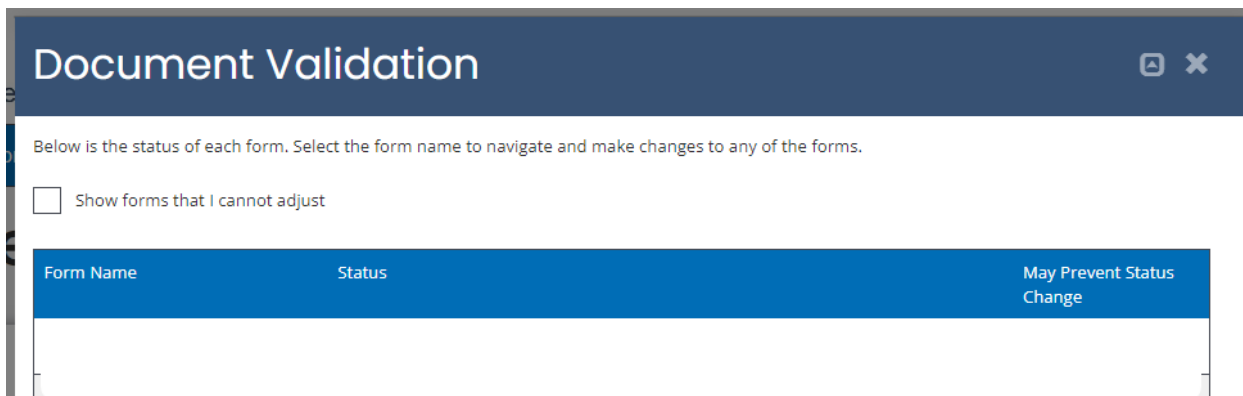 Document Validation
Below is the status of each form. Select the form name to navigate and make changes to any of the forms.
Show forms that I cannot adjust
Form Name Status May Prevent Status
Change